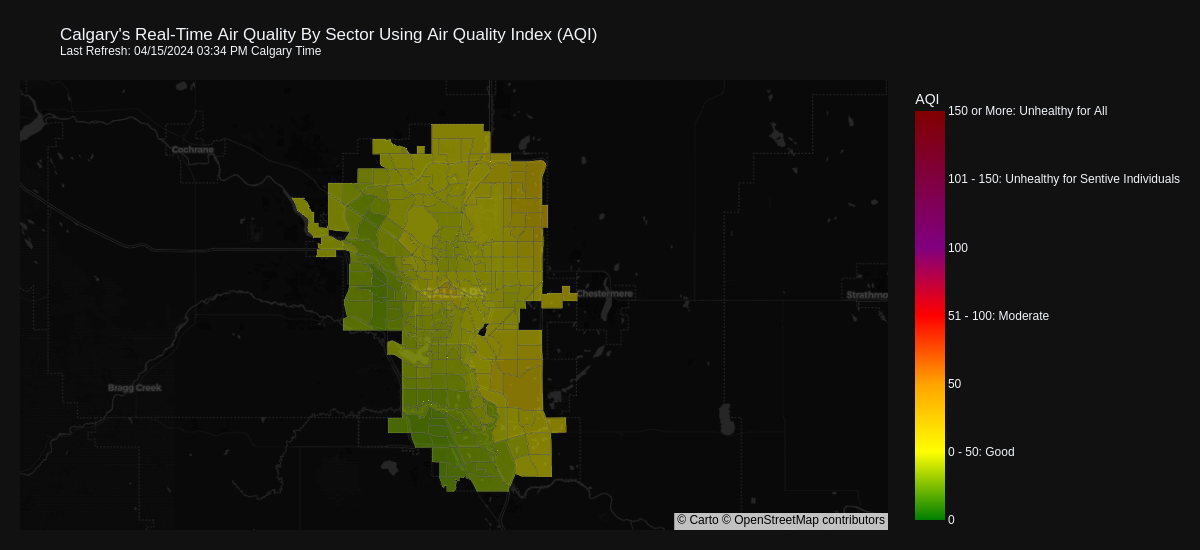 Calgary's Real-Time Air Quality By Sector Using Air Quality Index (AQI)
Last Refresh: 04/15/2024 03:34 PM Calgary Time
AQI
150 or More: Unhealthy for All
Cochrane
101 - 150: Unhealthy for Sentive Individuals
100
Chestermere
Strathmo
51 - 100: Moderate
Bragg Creek
50
0 - 50: Good
0
© Carto © OpenStreetMap contributors